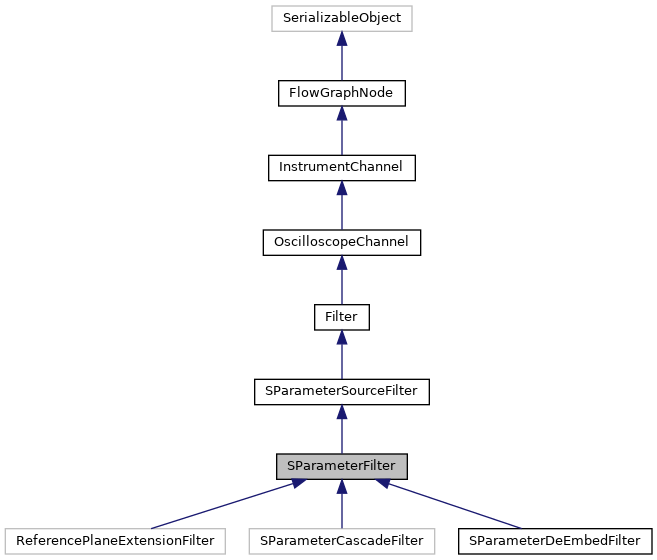 SerializableObject
FlowGraphNode
InstrumentChannel
OscilloscopeChannel
Filter
SParameterSourceFilter
SParameterFilter
ReferencePlaneExtensionFilter
SParameterCascadeFilter
SParameterDeEmbedFilter